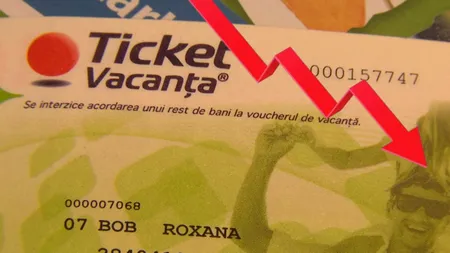 Ticket
Vacanța®
000157747
Se interzice acordarea unui rest de bani la voucherul de vacanță.
000007068
07 BOB ROXANA